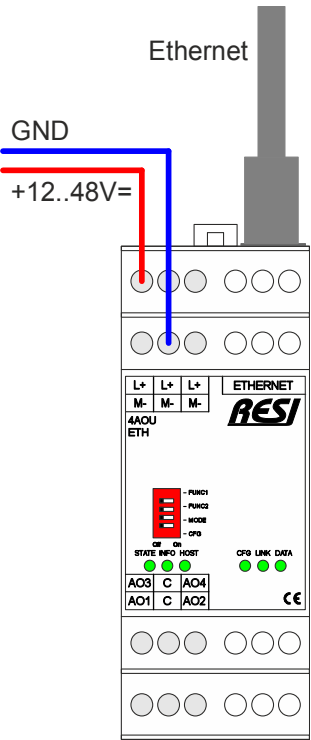 Ethernet
GND
+12..48V=
L+ L+ L+ ETHERNET
M- M- M-
RESI
4AOU
ETH
- FUNC1
- FUNC2
- MODE
- CFG
Off On
STATE INFO HOST CFG LINK DATA
AO3 C AO4
AO1 C AO2 CE